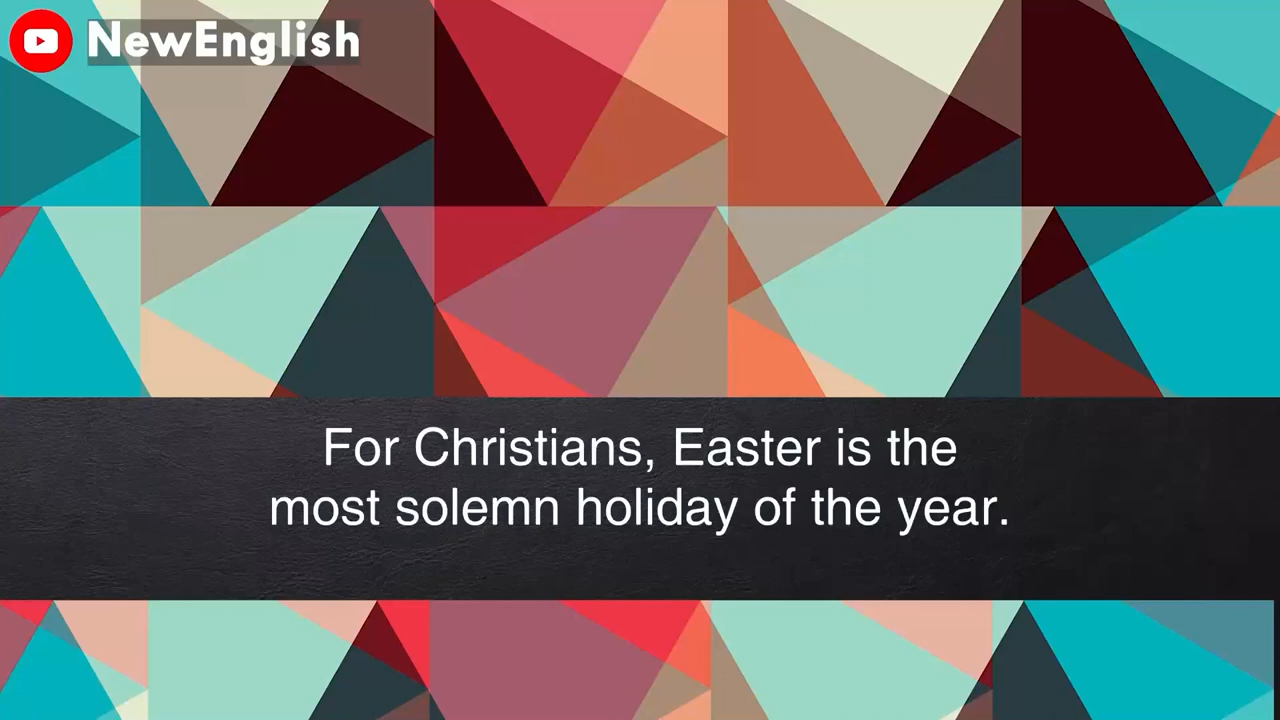 NewEnglish
For Christians, Easter is the
most solemn holiday of the year.